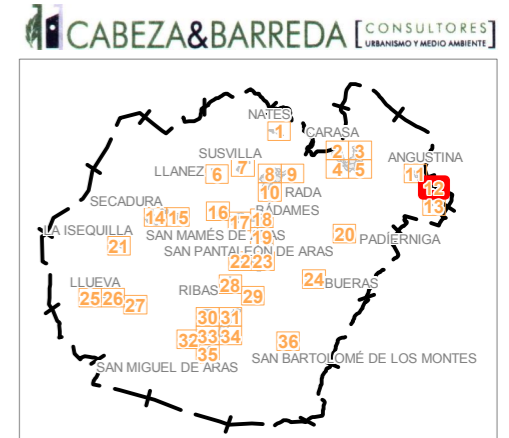 CABEZA&BARREDA [CONSULTORES]
URBANISMO Y MEDIO AMBIENTE
NATES
1
CARASA
2 3
SUSVILLA
ANGUSTINA
LLANEZ 6 7 8 9 4 5 11
12
10 RADA
SECADURA
13
14 15 16 BÁDAMES
17 18
LA ISEQUILLA
SAN MAMÉS DE ARAS
19
20 PADÍERNIGA
21
SAN PANTALEÓN DE ARAS
22 23
LLUEVA
24 BUERAS
RIBAS 28
25 26 27
29
30 31
32 33 34 36
35
SAN BARTOLOMÉ DE LOS MONTES
SAN MIGUEL DE ARAS